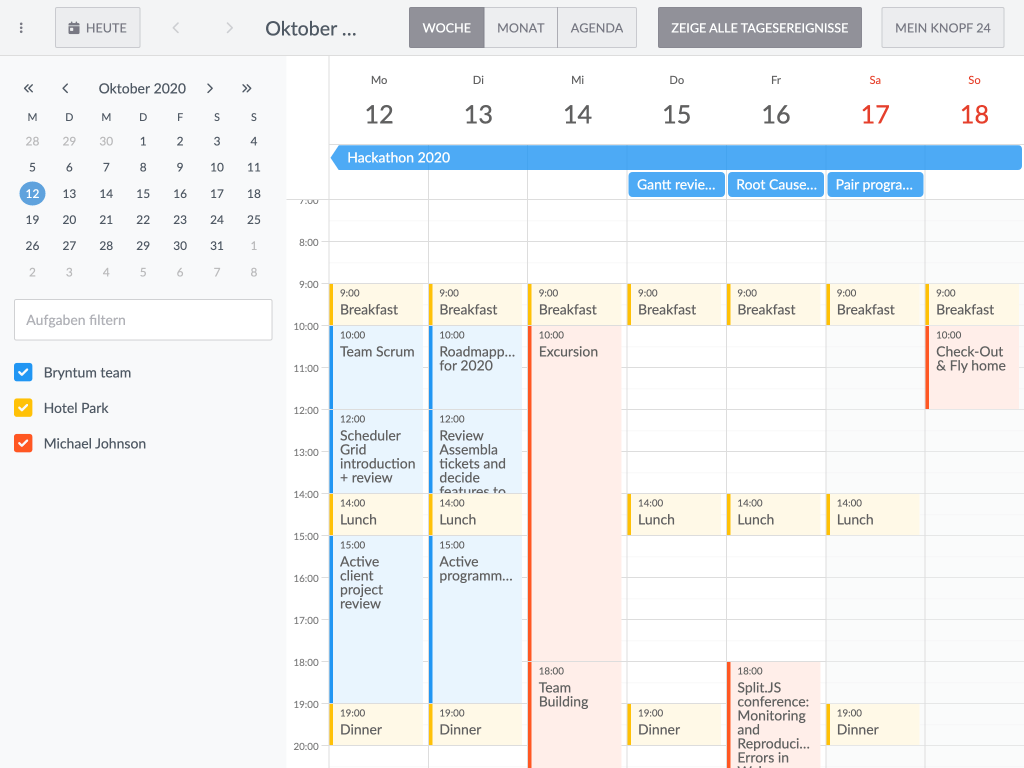 HEUTE
Oktober ...
WOCHE
MONAT
AGENDA
ZEIGE ALLE TAGESEREIGNISSE
MEIN KNOPF 24
Oktober 2020
M D M D F S S
28 29 30 1 2 3 4
5 6 7 8 9 10 11
12 13 14 15 16 17 18
19 20 21 22 23 24 25
26 27 28 29 30 31 1
2 3 4 5 6 7 8
Aufgaben filtern
Bryntum team
Hotel Park
Michael Johnson
Mo Di Mi Do Fr Sa So
12 13 14 15 16 17 18
Hackathon 2020
Gantt revie...
Root Cause...
Pair progra...
7:00
8:00
9:00
10:00
11:00
12:00
13:00
14:00
15:00
16:00
17:00
18:00
19:00
20:00
9:00
Breakfast
10:00
Team Scrum
12:00
Scheduler
Grid
introduction
+ review
14:00
Lunch
15:00
Active
client
project
review
19:00
Dinner
9:00
Breakfast
10:00
Roadmapp...
for 2020
12:00
Review
Assembla
tickets and
decide
features to
14:00
Lunch
15:00
Active
programm...
19:00
Dinner
9:00
Breakfast
10:00
Excursion
18:00
Team
Building
9:00
Breakfast
14:00
Lunch
19:00
Dinner
9:00
Breakfast
14:00
Lunch
18:00
Split.JS
conference:
Monitoring
and
Reproduci...
Errors in
9:00
Breakfast
14:00
Lunch
19:00
Dinner
9:00
Breakfast
10:00
Check-Out
& Fly home